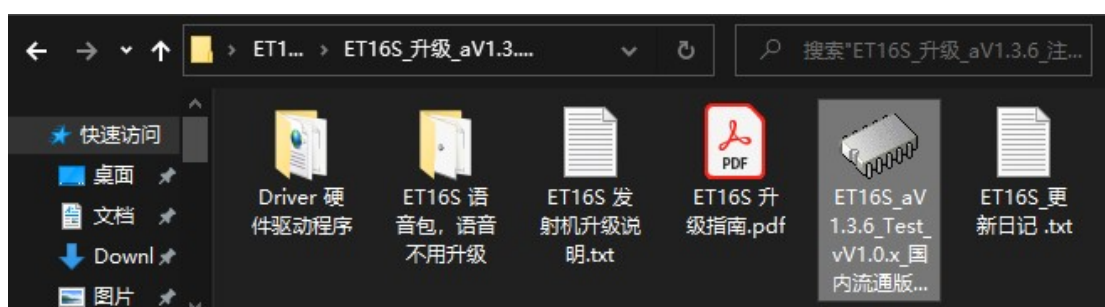 ET1... > ET16S_升级_aV1.3....
搜索"ET16S_升级_aV1.3.6_注...
快速访问
桌面
文档
Downl
图片
Driver 硬
件驱动程序
ET16S 语
音包，语音
不用升级
ET16S 发
射机升级说
明.txt
PDF
ET16S 升
级指南.pdf
ET16S_aV
1.3.6_Test_
vV1.0.x_国
内流通版...
ET16S_更
新日记 .txt